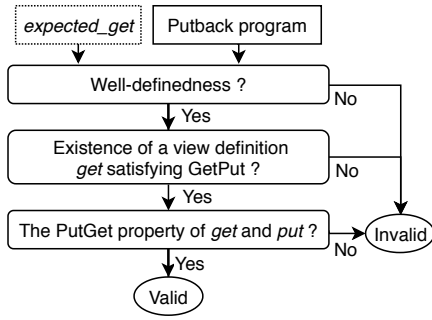 expected_get
Putback program
Well-definedness ?
No
Yes
Existence of a view definition
get satisfying GetPut ?
No
Yes
The PutGet property of get and put ?
No
Invalid
Yes
Valid